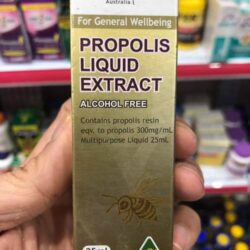 Australia 1
For General Wellbeing
PROPOLIS
LIQUID
EXTRACT
ALCOHOL FREE
Contains propolis resin
eqv. to propolis 300mg/mL
Multipurpose Liquid 25mL